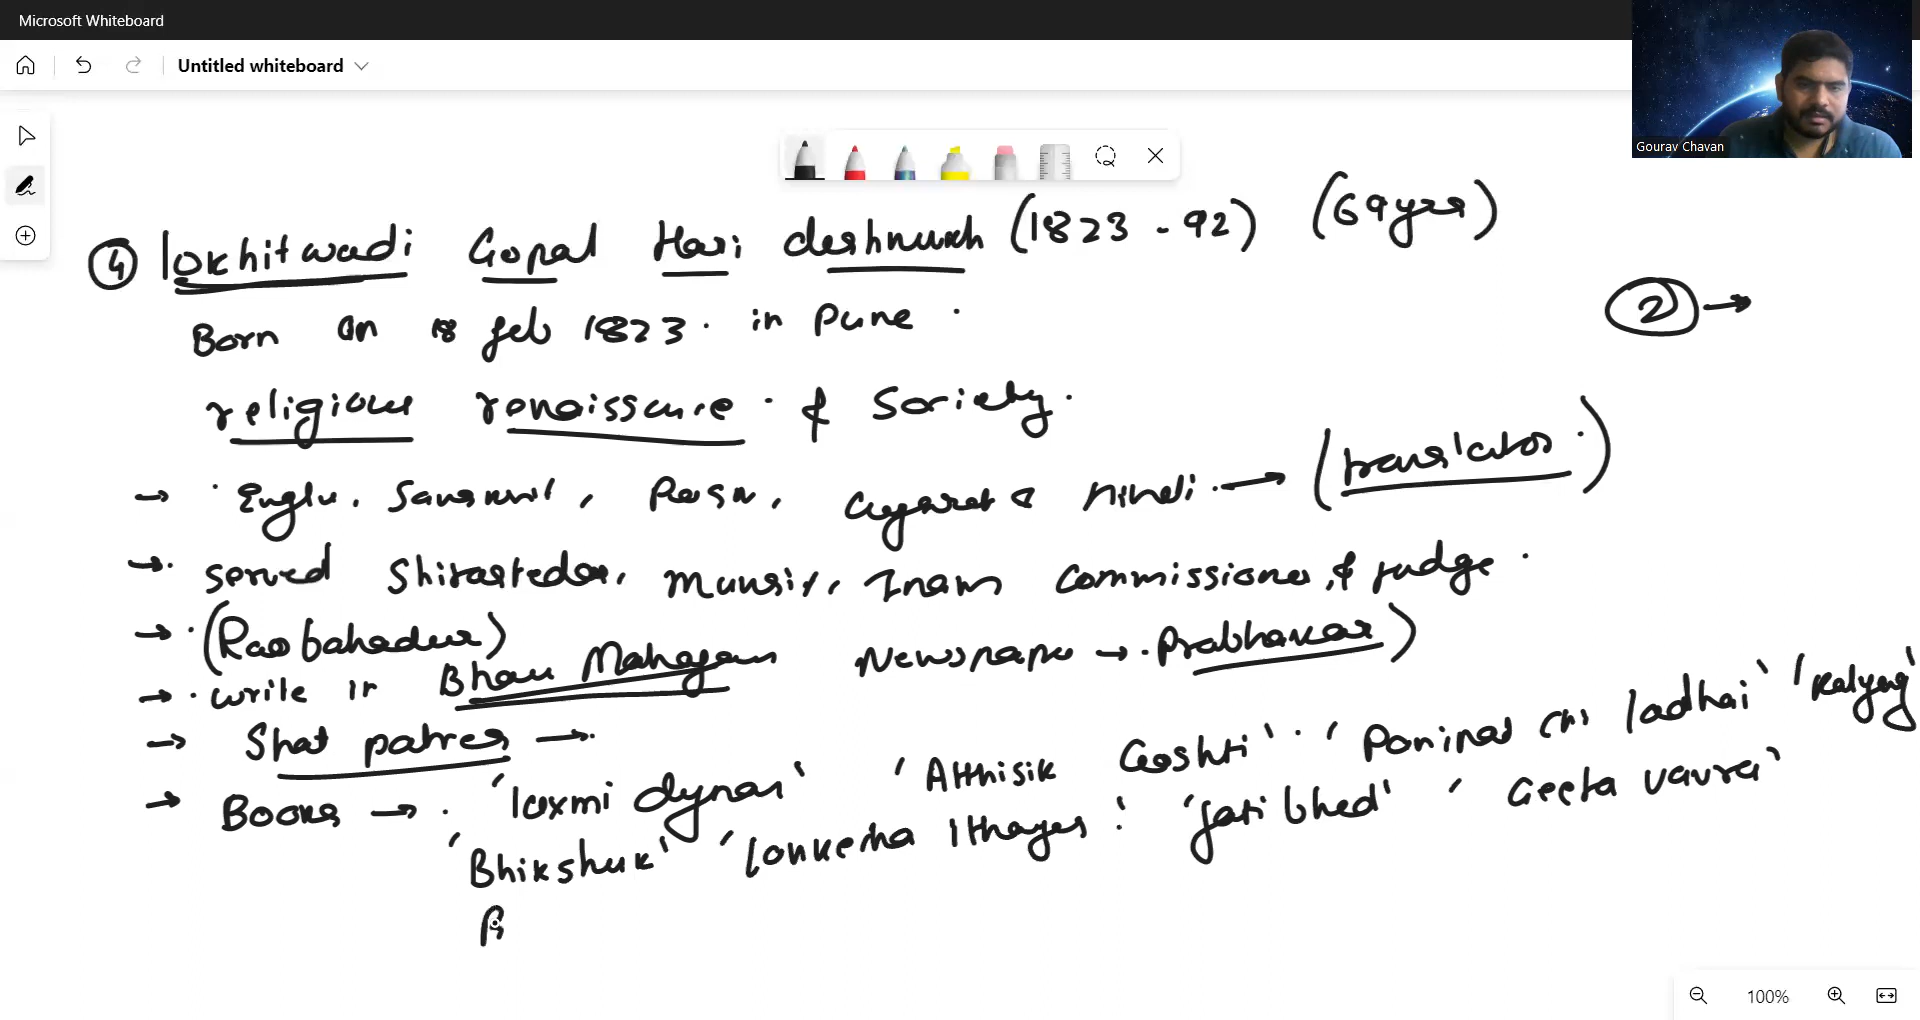 Microsoft Whiteboard
Untitled whiteboard
Gourav Chavan
④ lokhitwadi Gopal Hari deshmukh (1823 - 92) (69yrs)
2 →
Born on 18 feb 1823. in Pune.
religious renaissance & Society.
→ English, Sanskrit, Persn, Gujarat & Hindi. → (translator.)
→ served Shirastedar, Munsif, Inam Commissioner, & Judge.
→ (Rao bahadur)
→ write in Bhau Mahajan Newspaper → Prabhakar)
→ Shat patres →
→ Books → 'laxmi dynan' 'Aithisik Goshti' 'Panipat chi ladhai' 'Kalyug'
'Bhikshuk' 'Lonkecha Ithayas' 'Jati bhed' 'Geeta
100%